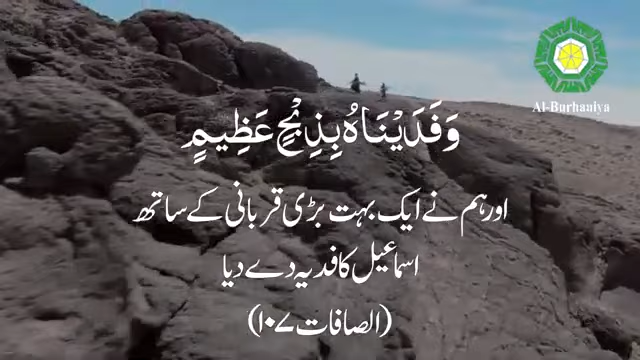 Al-Burhaniya
وَفَدَيْنَاهُ بِذِبْحٍ عَظِيمٍ
اور ہم نے ایک بہت بڑی قربانی کے ساتھ
اسماعیل کا فدیہ دے دیا
(الصافات ۱۰۷)